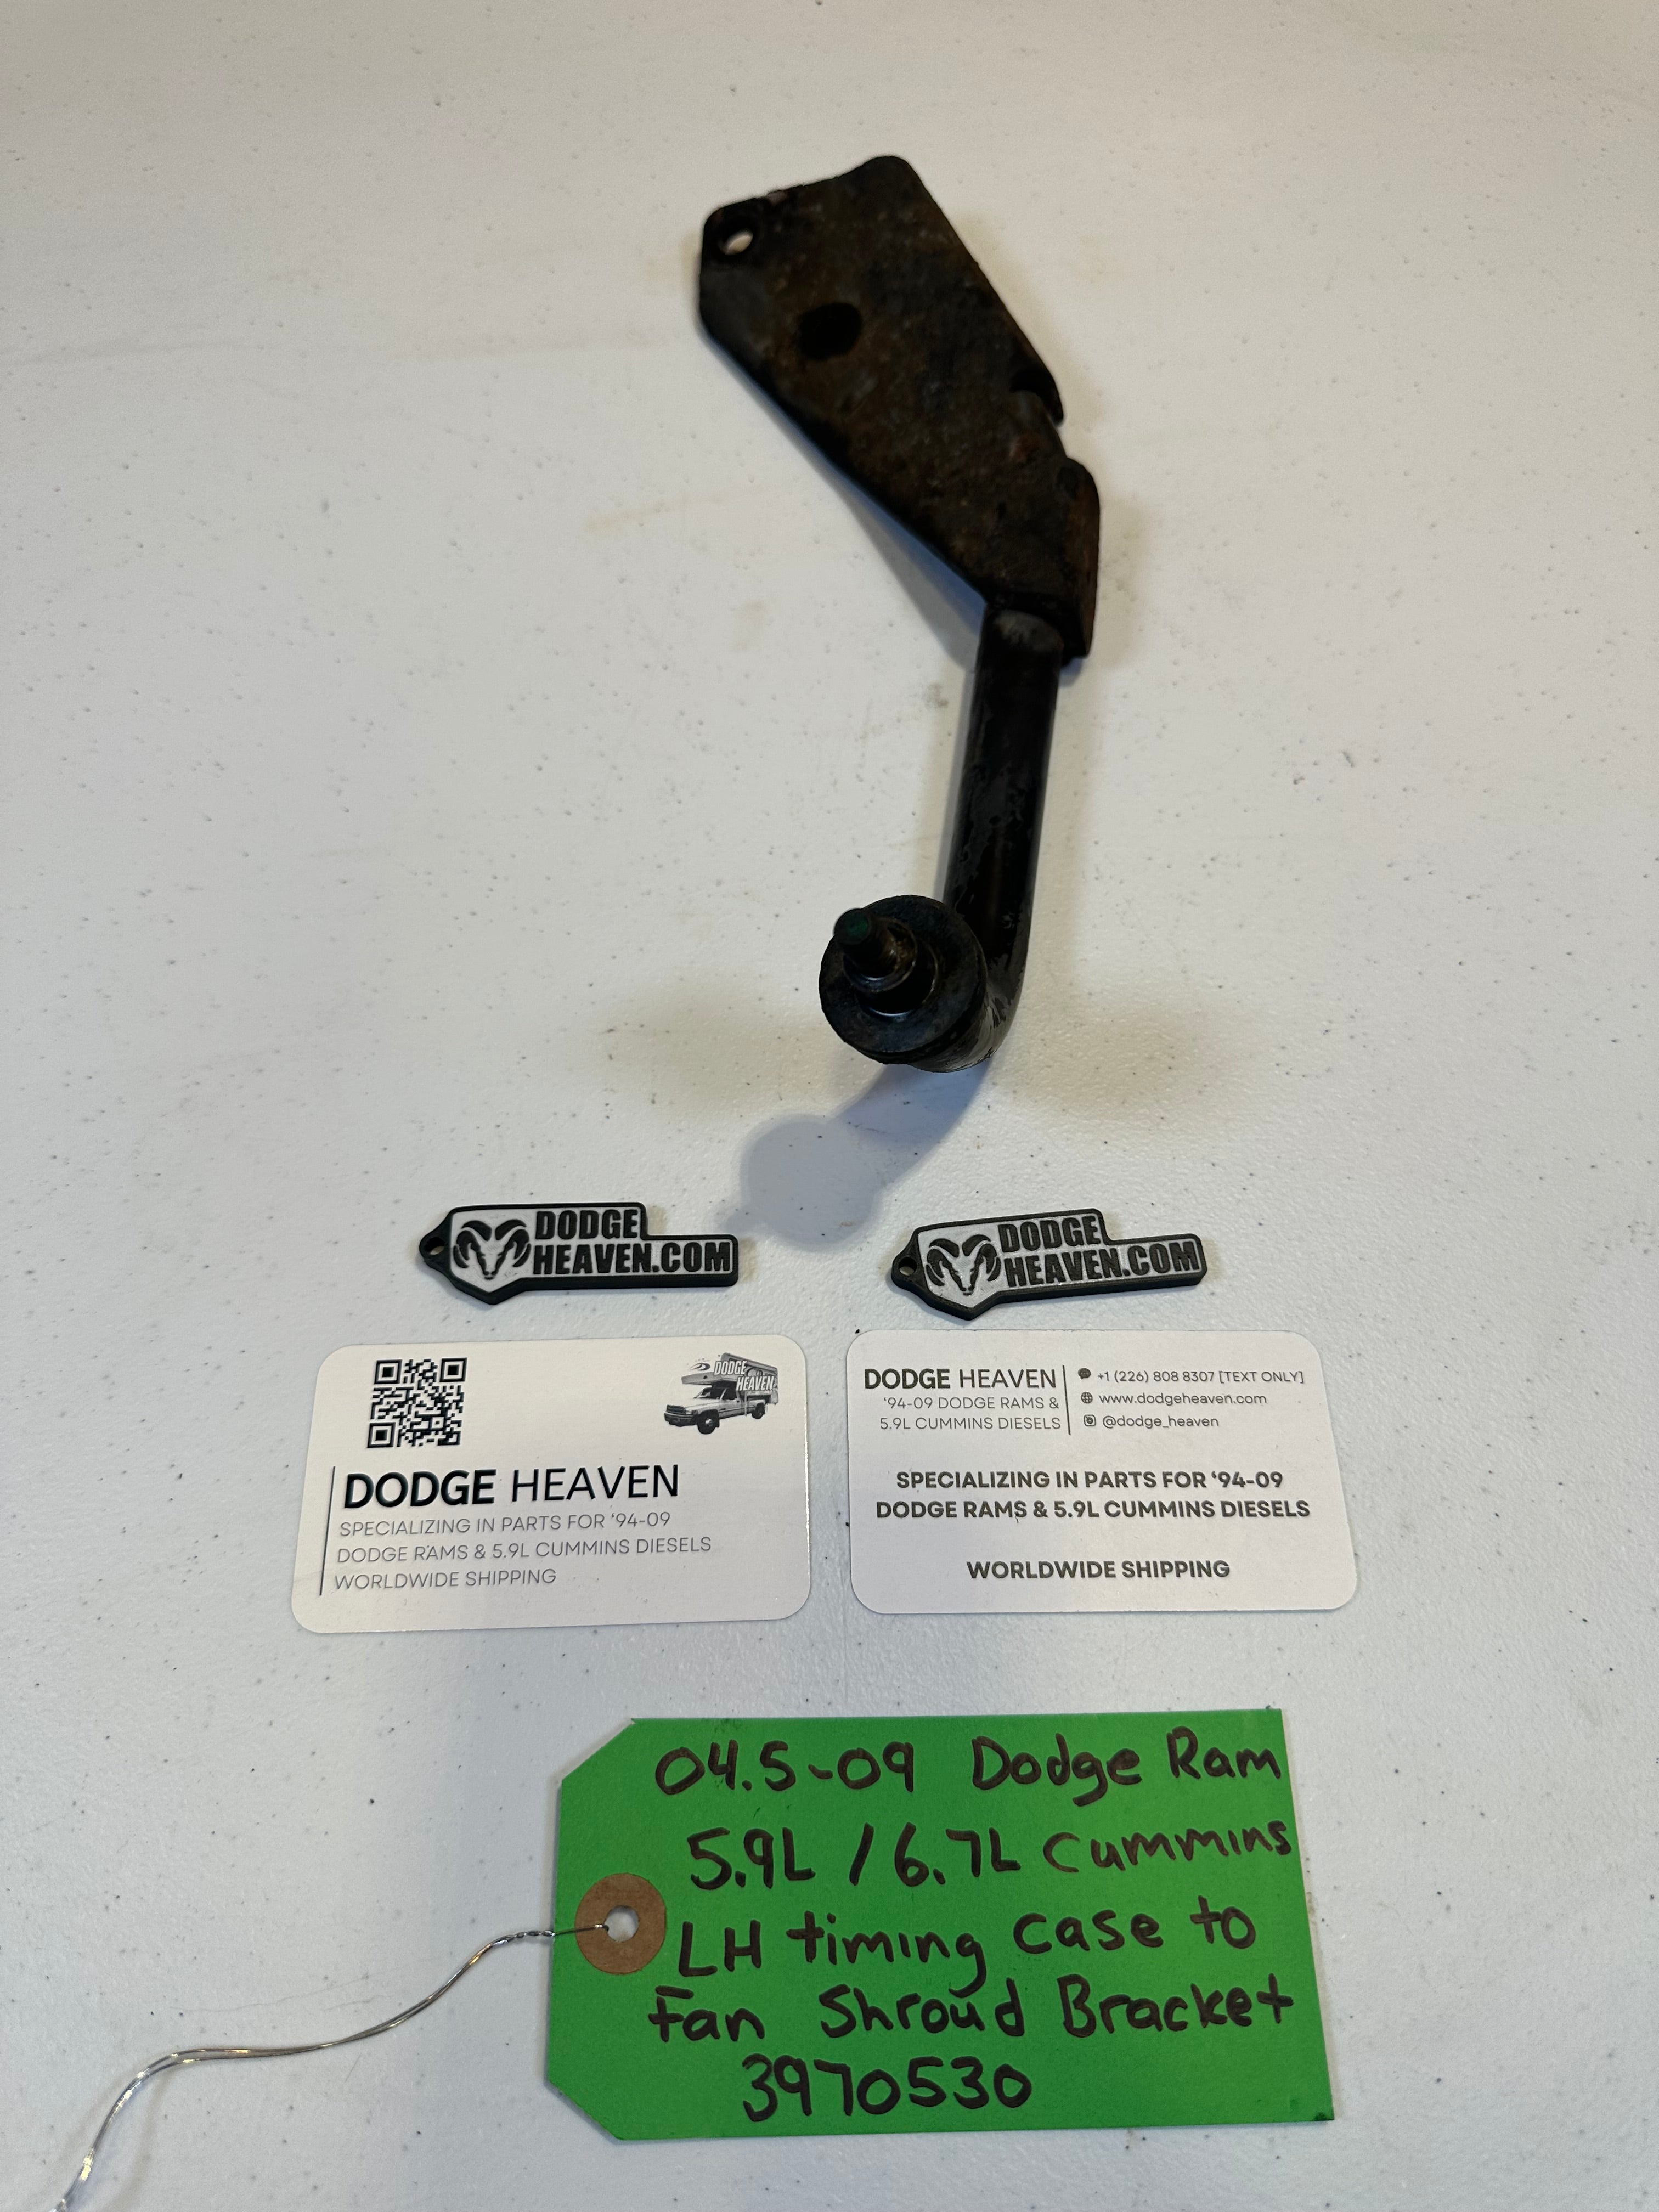 DODGE
HEAVEN.COM
DODGE
HEAVEN.COM
DODGE
HEAVEN
DODGE HEAVEN
SPECIALIZING IN PARTS FOR ‘94-09
DODGE RAMS & 5.9L CUMMINS DIESELS
WORLDWIDE SHIPPING
DODGE HEAVEN
‘94-09 DODGE RAMS &
5.9L CUMMINS DIESELS
+1 (226) 808 8307 [TEXT ONLY]
www.dodgeheaven.com
@dodge_heaven
SPECIALIZING IN PARTS FOR ‘94-09
DODGE RAMS & 5.9L CUMMINS DIESELS
WORLDWIDE SHIPPING
04.5-09 Dodge Ram
5.9L / 6.7L Cummins
LH timing case to
Fan Shroud Bracket
3970530